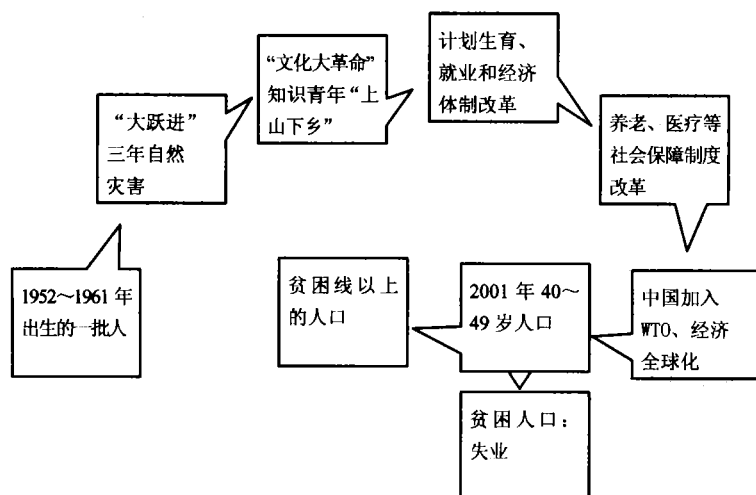 1952～1961 年
出生的一批人
“大跃进”
三年自然
灾害
“文化大革命”
知识青年“上
山下乡”
计划生育、
就业和经济
体制改革
养老、医疗等
社会保障制度
改革
中国加入
WTO、经济
全球化
2001 年 40～
49 岁人口
贫困线以上
的人口
贫困人口：
失业